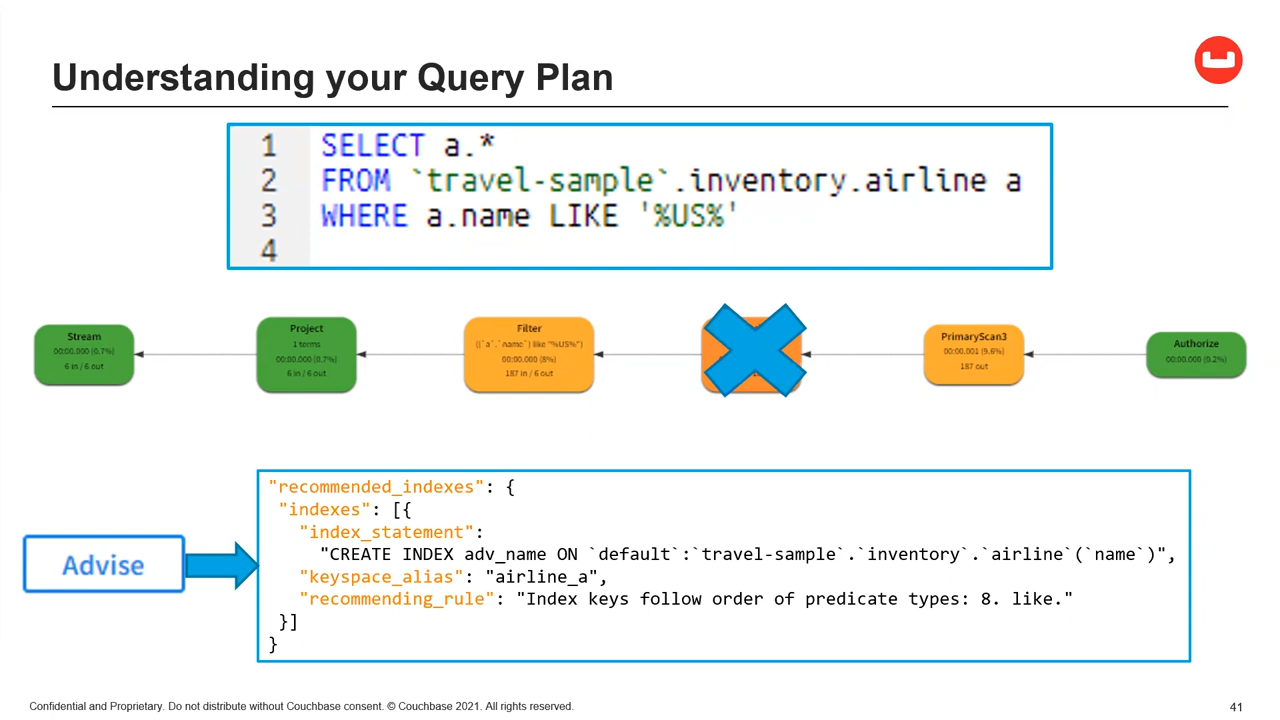 Understanding your Query Plan
1 SELECT a.*
2 FROM `travel-sample`.inventory.airline a
3 WHERE a.name LIKE '%US%'
4
Stream
00:00.000 (0.7%)
6 in / 6 out
Project
1 terms
00:00.000 (0.7%)
6 in / 6 out
Filter
((`a`.`name`) like "%US%")
00:00.000 (8%)
187 in / 6 out
PrimaryScan3
00:00.001 (9.6%)
187 out
Authorize
00:00.000 (0.2%)
Advise
"recommended_indexes": {
"indexes": [{
"index_statement":
"CREATE INDEX adv_name ON `default`:`travel-sample`.`inventory`.`airline`(`name`)",
"keyspace_alias": "airline_a",
"recommending_rule": "Index keys follow order of predicate types: 8. like."
}]
}
Confidential and Proprietary. Do not distribute without Couchbase consent. © Couchbase 2021. All rights reserved.
41